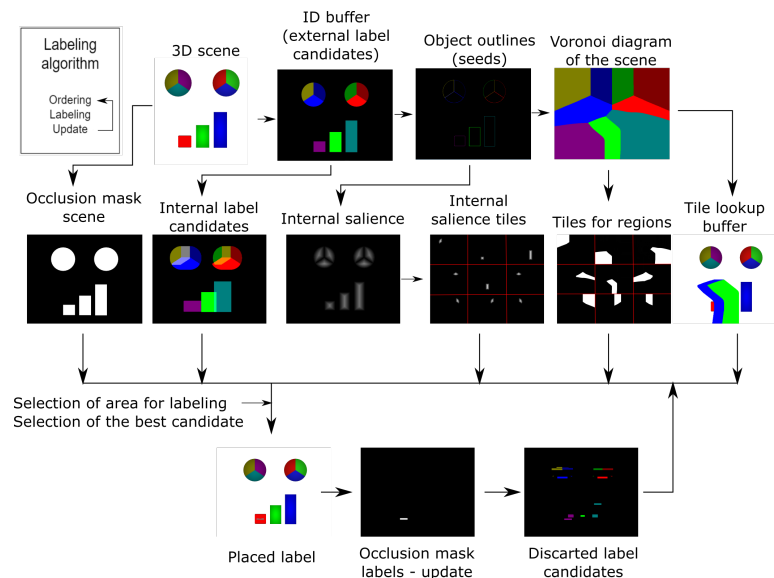 Labeling
algorithm
Ordering
Labeling
Update
3D scene
ID buffer
(external label
candidates)
Object outlines
(seeds)
Voronoi diagram
of the scene
Occlusion mask
scene
Internal label
candidates
Internal salience
Internal
salience tiles
Tiles for regions
Tile lookup
buffer
Selection of area for labeling
Selection of the best candidate
Placed label
Occlusion mask
labels - update
Discarted label
candidates